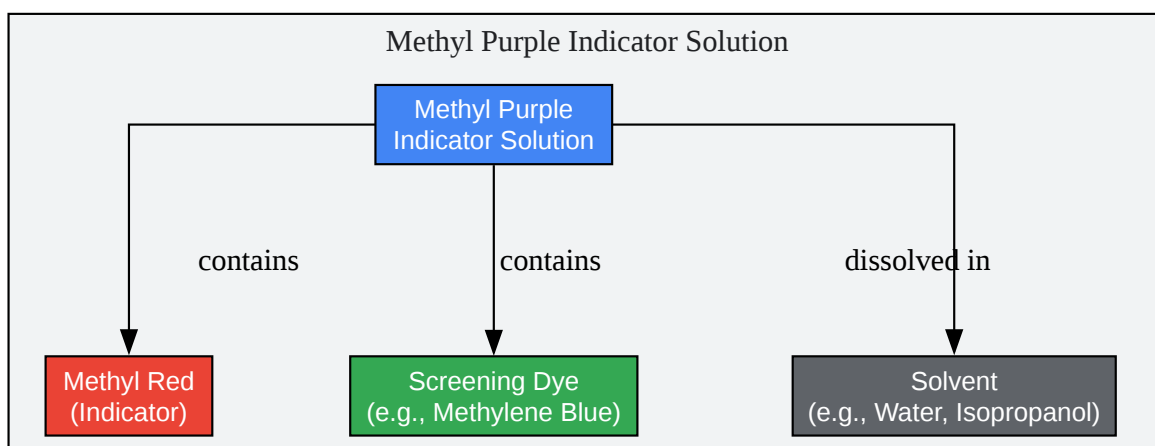 Methyl Purple Indicator Solution
Methyl Purple
Indicator Solution
contains
contains
dissolved in
Methyl Red
(Indicator)
Screening Dye
(e.g., Methylene Blue)
Solvent
(e.g., Water, Isopropanol)